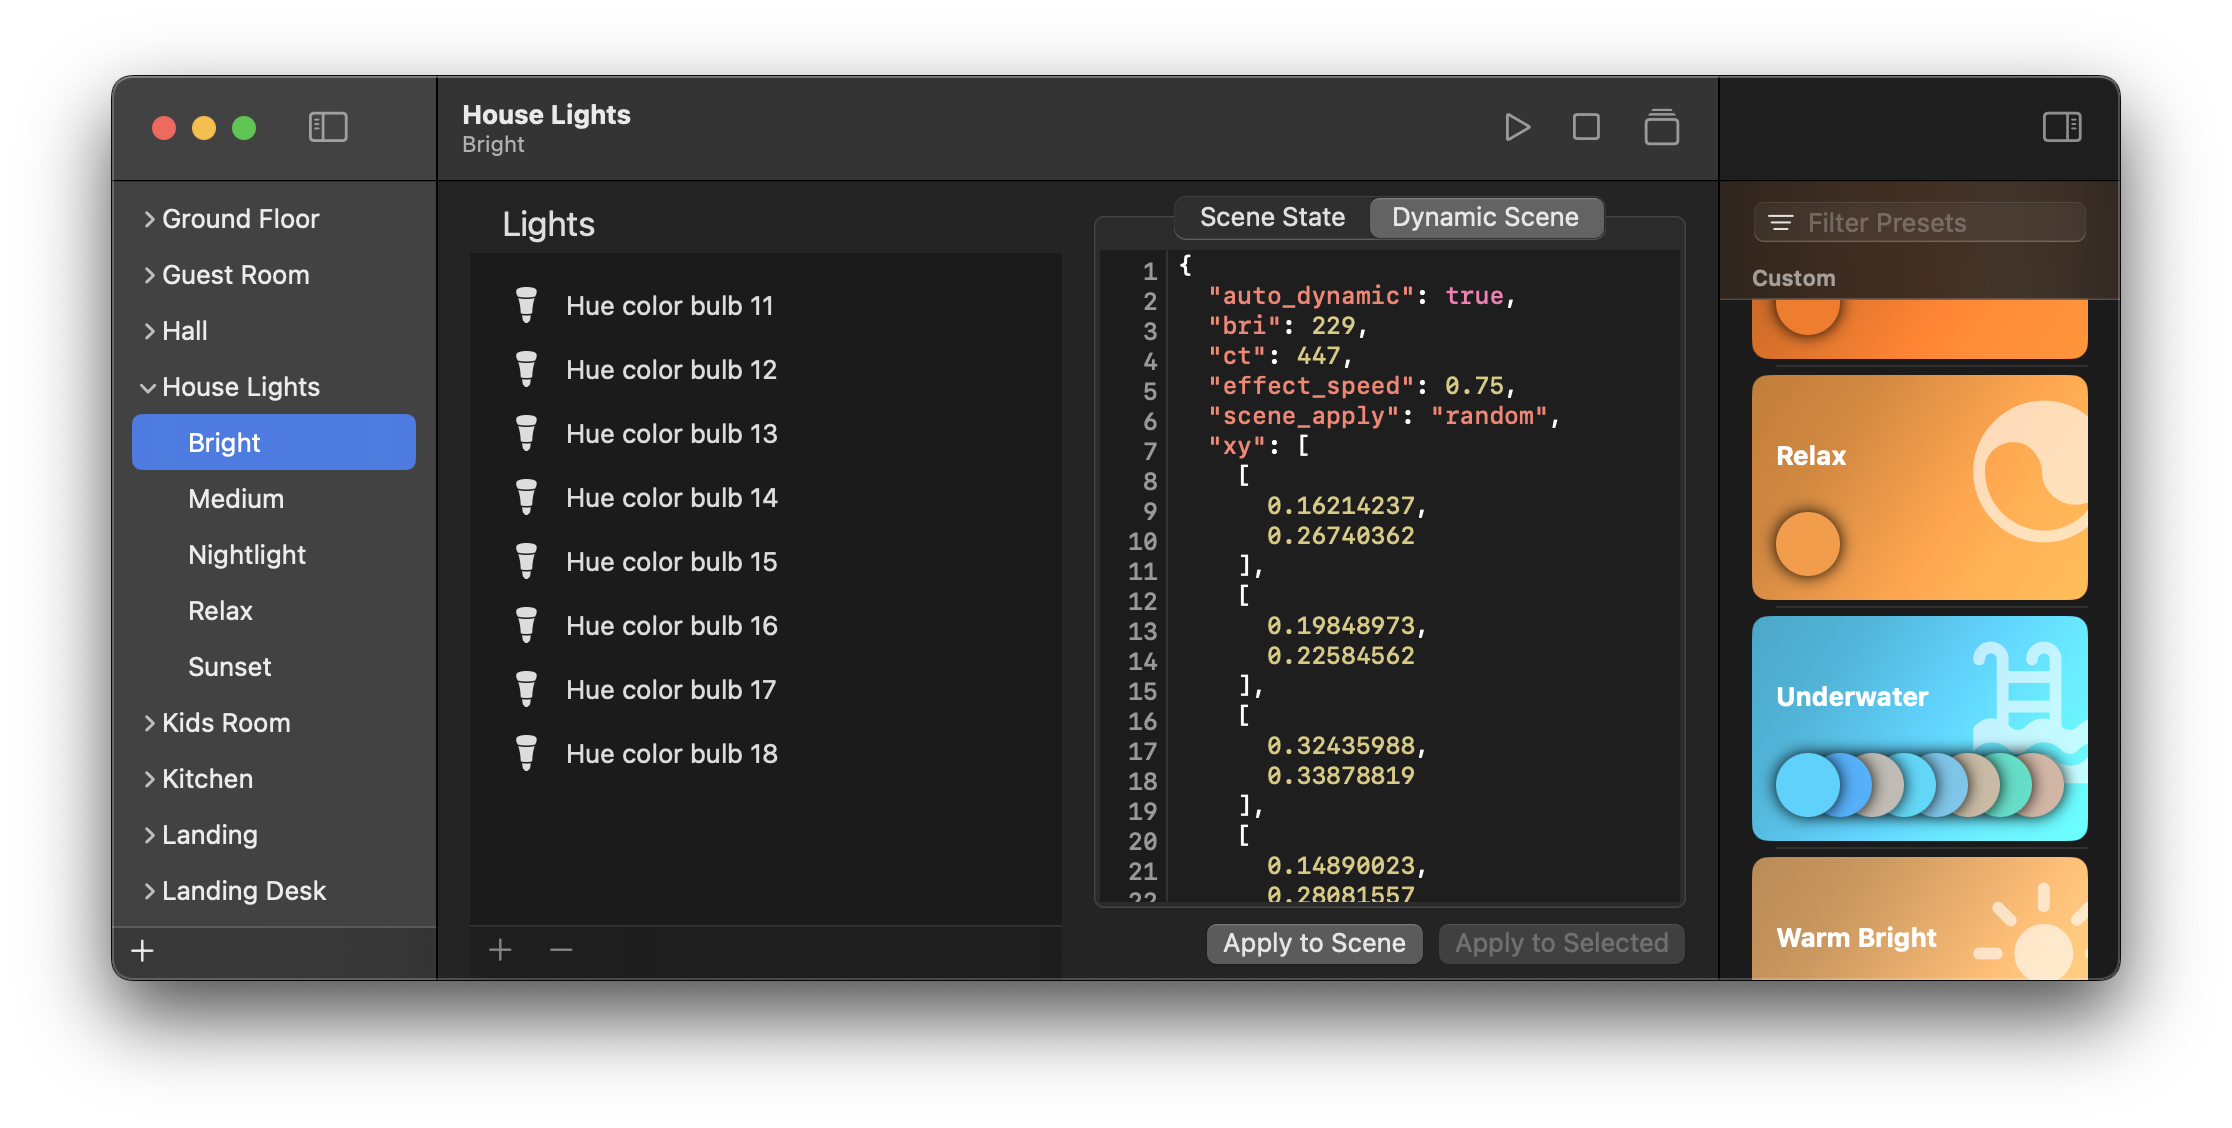 House Lights
Bright
Ground Floor
Guest Room
Hall
House Lights
Bright
Medium
Nightlight
Relax
Sunset
Kids Room
Kitchen
Landing
Landing Desk
Lights
Hue color bulb 11
Hue color bulb 12
Hue color bulb 13
Hue color bulb 14
Hue color bulb 15
Hue color bulb 16
Hue color bulb 17
Hue color bulb 18
Scene State Dynamic Scene
1 {
2 "auto_dynamic": true,
3 "bri": 229,
4 "ct": 447,
5 "effect_speed": 0.75,
6 "scene_apply": "random",
7 "xy": [
8 [
9 0.16214237,
10 0.26740362
11 ],
12 [
13 0.19848973,
14 0.22584562
15 ],
16 [
17 0.32435988,
18 0.33878819
19 ],
20 [
21 0.14890023,
22 0.28081557
Apply to Scene Apply to Selected
Filter Presets
Custom
Relax
Underwater
Warm Bright